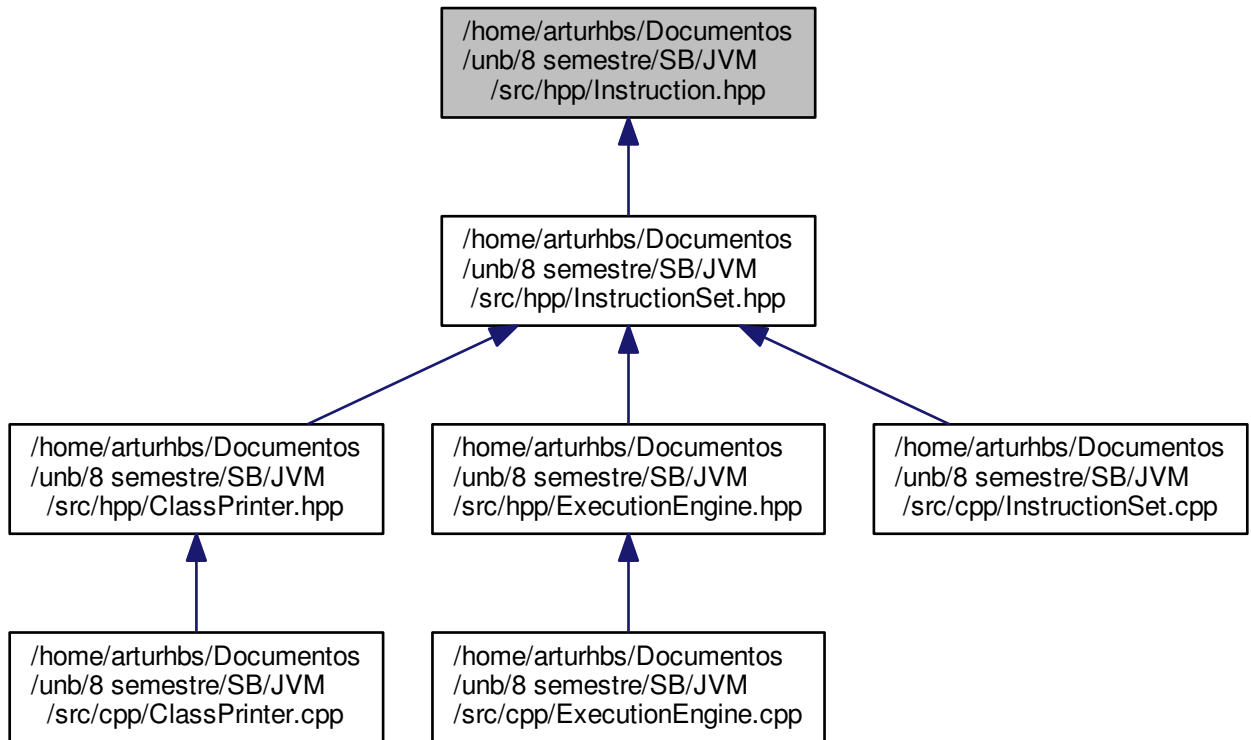 /home/arturhbs/Documentos
/unb/8 semestre/SB/JVM
/src/hpp/Instruction.hpp
/home/arturhbs/Documentos
/unb/8 semestre/SB/JVM
/src/hpp/InstructionSet.hpp
/home/arturhbs/Documentos
/unb/8 semestre/SB/JVM
/src/hpp/ClassPrinter.hpp
/home/arturhbs/Documentos
/unb/8 semestre/SB/JVM
/src/hpp/ExecutionEngine.hpp
/home/arturhbs/Documentos
/unb/8 semestre/SB/JVM
/src/cpp/InstructionSet.cpp
/home/arturhbs/Documentos
/unb/8 semestre/SB/JVM
/src/cpp/ClassPrinter.cpp
/home/arturhbs/Documentos
/unb/8 semestre/SB/JVM
/src/cpp/ExecutionEngine.cpp